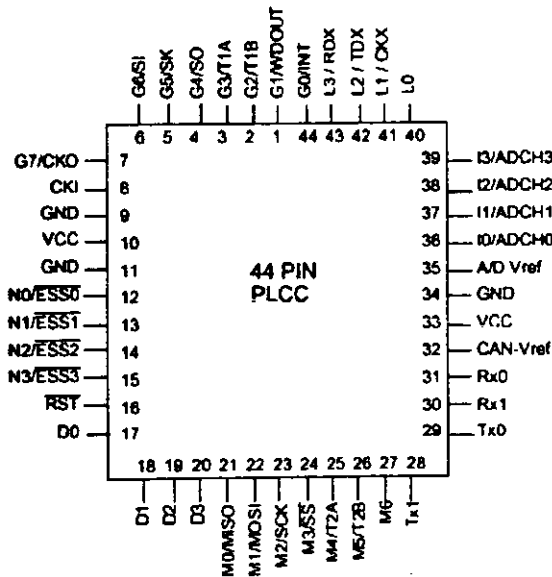 G6/SI
G5/SK
G4/SO
G3/T1A
G2/T1B
G1/WDOUT
G0/INT
L3 / RDX
L2 / TDX
L1 / CKX
L0
6 5 4 3 2 1 44 43 42 41 40
G7/CKO 7
CKI 8
GND 9
VCC 10
GND 11
N0/ESS0 12
N1/ESS1 13
N2/ESS2 14
N3/ESS3 15
RST 16
D0 17
44 PIN
PLCC
39 I3/ADCH3
38 I2/ADCH2
37 I1/ADCH1
36 I0/ADCH0
35 A/D Vref
34 GND
33 VCC
32 CAN-Vref
31 Rx0
30 Rx1
29 Tx0
18 19 20 21 22 23 24 25 26 27 28
D1
D2
D3
M0/MISO
M1/MOSI
M2/SCK
M3/SS
M4/T2A
M5/T2B
M6
Tx1